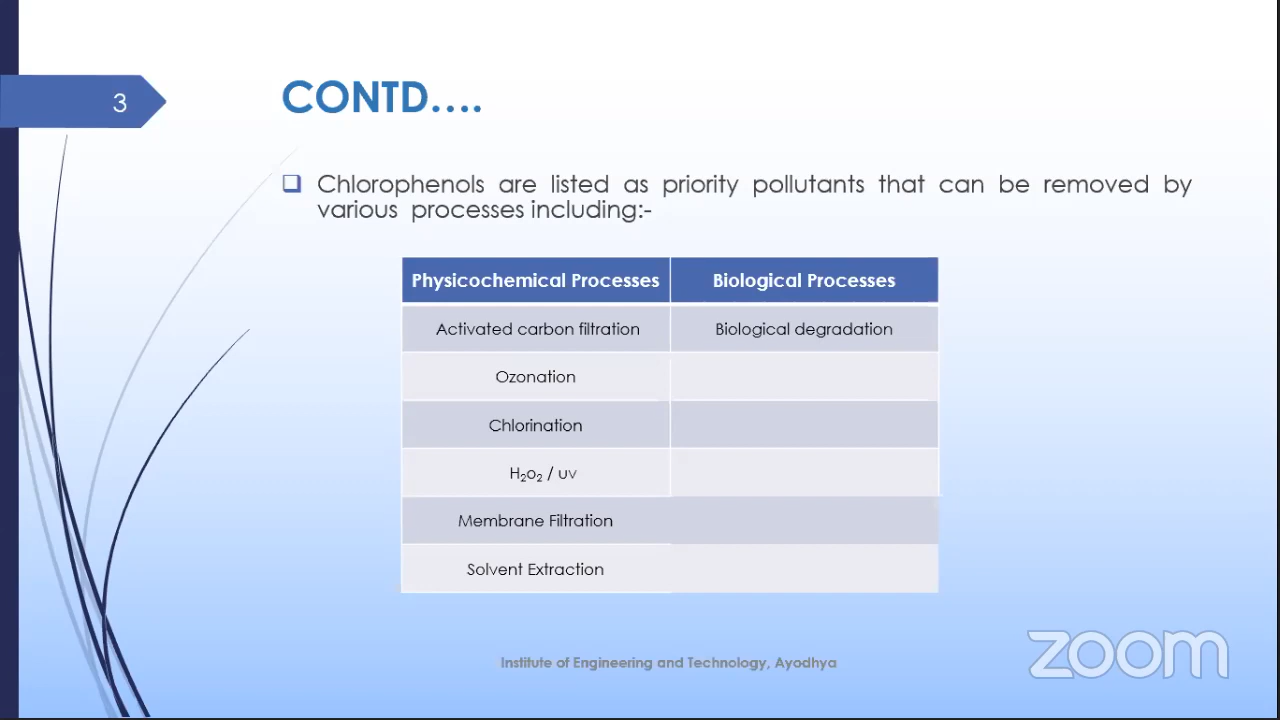 3
CONTD....
❑ Chlorophenols are listed as priority pollutants that can be removed by
various processes including:-
Physicochemical Processes Biological Processes
Activated carbon filtration Biological degradation
Ozonation
Chlorination
H₂o₂ / uv
Membrane Filtration
Solvent Extraction
Institute of Engineering and Technology, Ayodhya
zoom